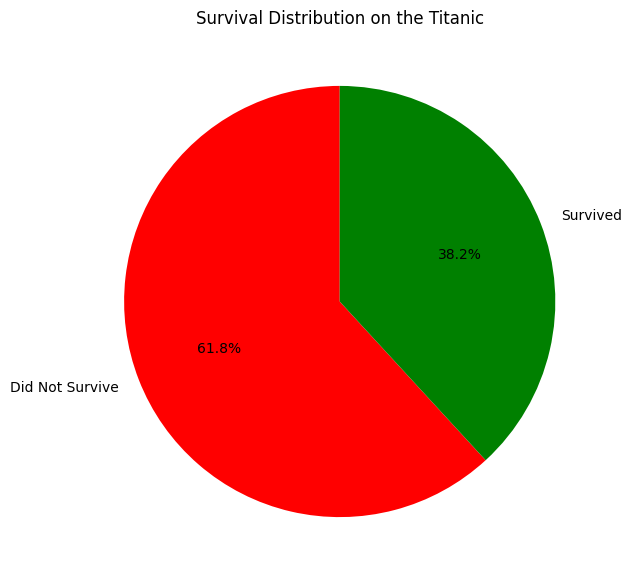 Survival Distribution on the Titanic
Survived
38.2%
61.8%
Did Not Survive